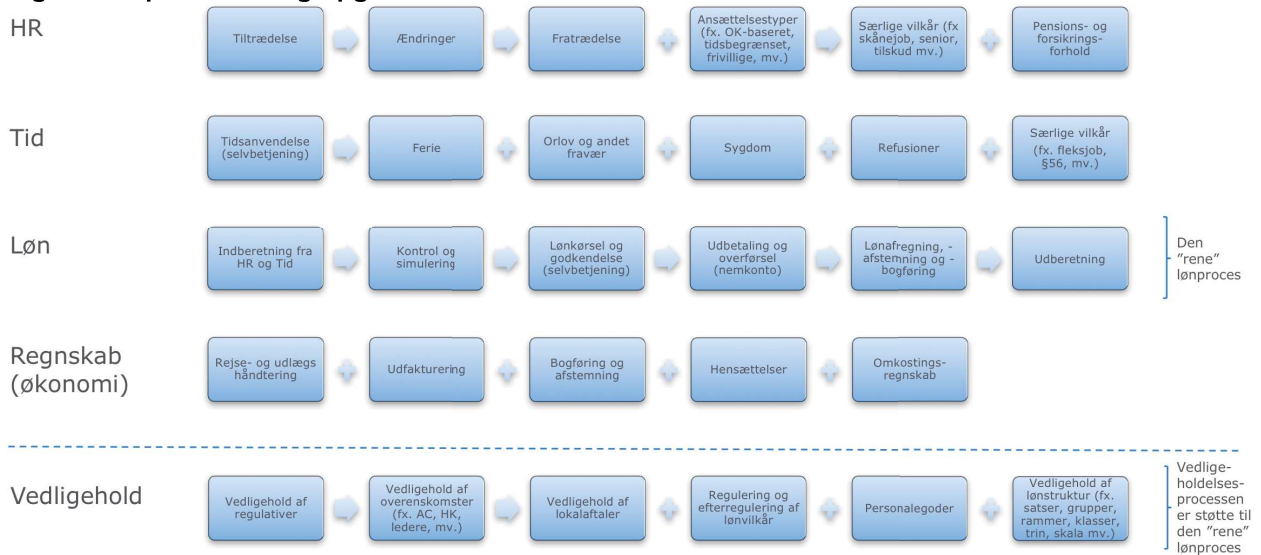 HR
Tiltrædelse
Ændringer
Fratrædelse
Ansættelsestyper
(fx. OK-baseret,
tidsbegrænset,
frivillige, mv.)
Særlige vilkår (fx
skånejob, senior,
tilskud mv.)
Pensions- og
forsikrings-
forhold
Tid
Tidsanvendelse
(selvbetjening)
Ferie
Orlov og andet
fravær
Sygdom
Refusioner
Særlige vilkår
(fx. fleksjob,
§56, mv.)
Løn
Indberetning fra
HR og Tid
Kontrol og
simulering
Lønkørsel og
godkendelse
(selvbetjening)
Udbetaling og
overførsel
(nemkonto)
Lønafregning, -
afstemning og -
bogføring
Udberetning
Den
"rene"
lønproces
Regnskab
(økonomi)
Rejse- og udlægs
håndtering
Udfakturering
Bogføring og
afstemning
Hensættelser
Omkostings-
regnskab
Vedligehold
Vedligehold af
regulativer
Vedligehold af
overenskomster
(fx. AC, HK,
ledere, mv.)
Vedligehold af
lokalaftaler
Regulering og
efterregulering af
lønvilkår
Personalegoder
Vedligehold af
lønstruktur (fx.
satser, grupper,
rammer, klasser,
trin, skala mv.)
Vedlige-
holdelses-
processen
er støtte til
den "rene"
lønproces